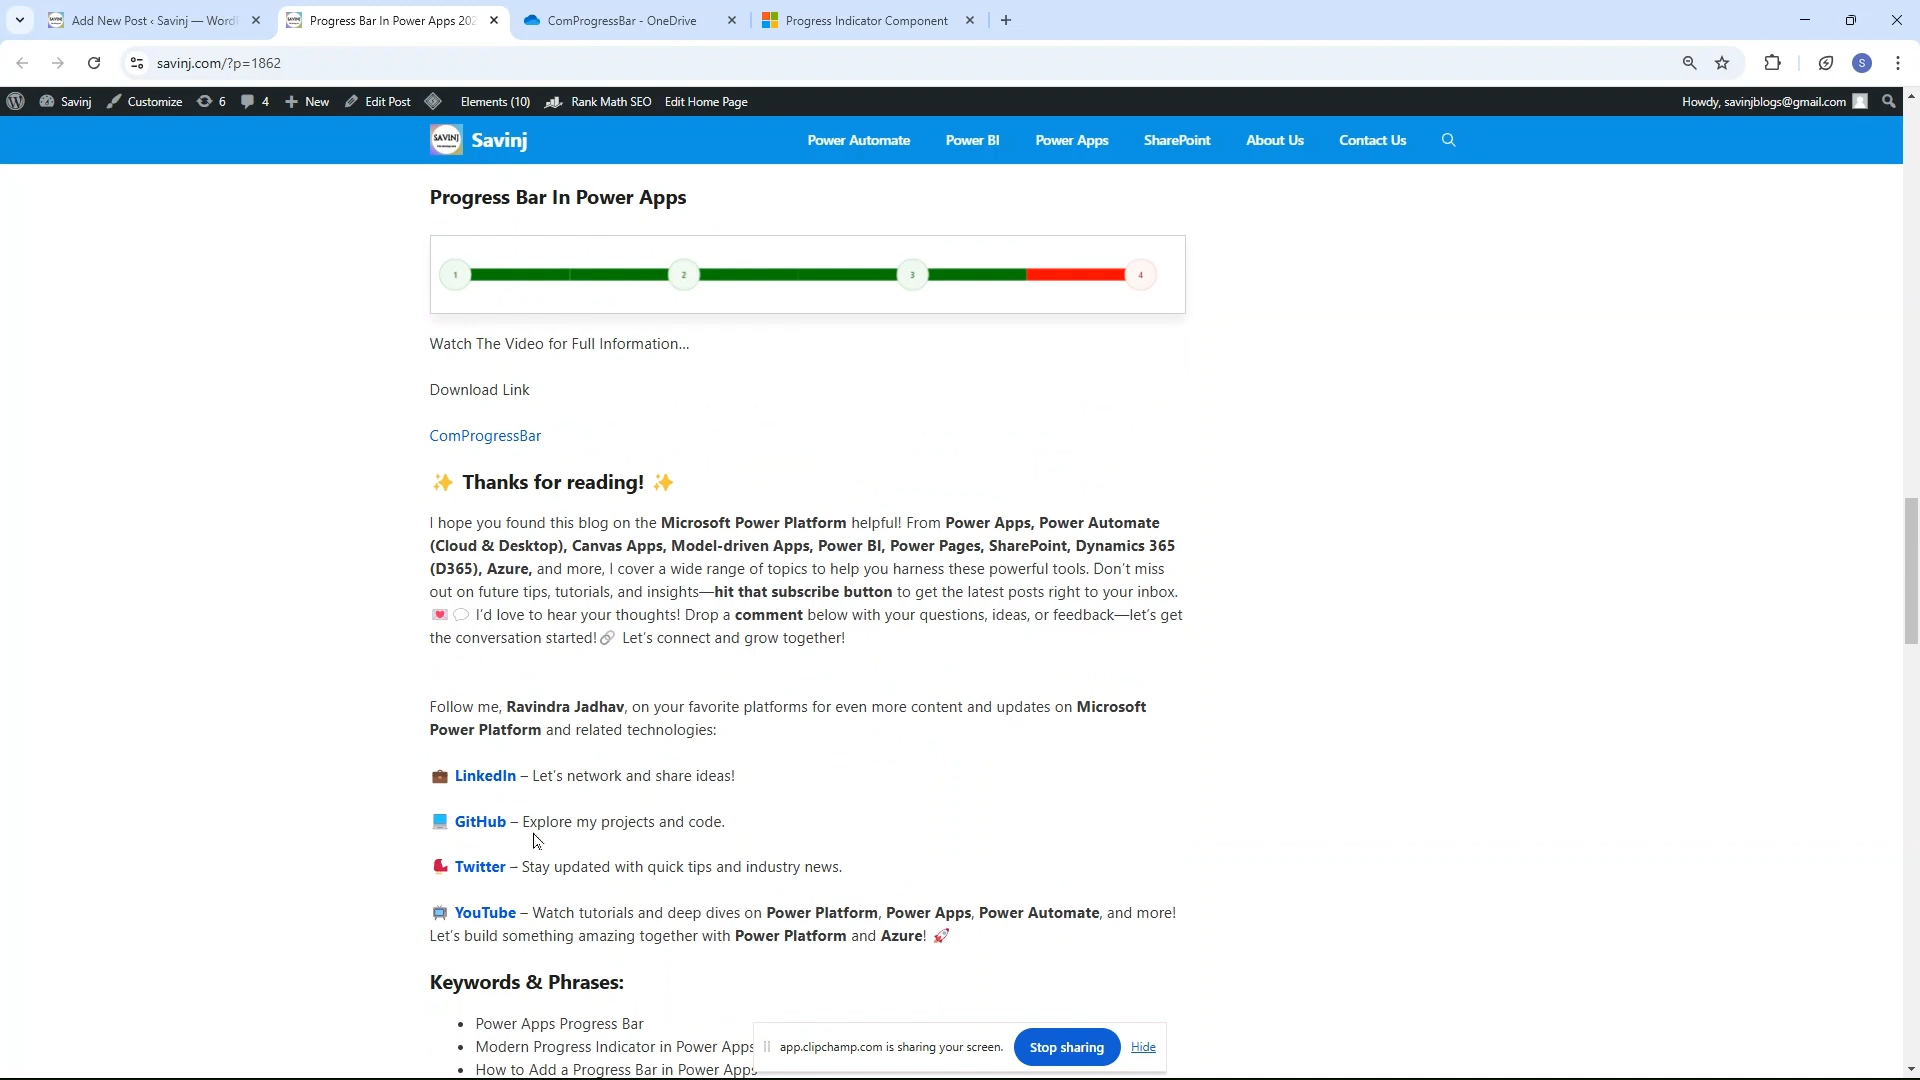 Add New Post ‹ Savinj — Word
Progress Bar In Power Apps 202
ComProgressBar - OneDrive
Progress Indicator Component
savinj.com/?p=1862
S
Savinj
Customize
6
4
New
Edit Post
Elements (10)
Rank Math SEO
Edit Home Page
Howdy, savinjblogs@gmail.com
SAVINJ
Savinj
Power Automate
Power BI
Power Apps
SharePoint
About Us
Contact Us
Progress Bar In Power Apps
1
2
3
4
Watch The Video for Full Information…
Download Link
ComProgressBar
✨ Thanks for reading! ✨
I hope you found this blog on the Microsoft Power Platform helpful! From Power Apps, Power Automate
(Cloud & Desktop), Canvas Apps, Model-driven Apps, Power BI, Power Pages, SharePoint, Dynamics 365
(D365), Azure, and more, I cover a wide range of topics to help you harness these powerful tools. Don't miss
out on future tips, tutorials, and insights—hit that subscribe button to get the latest posts right to your inbox.
💌 💬 I'd love to hear your thoughts! Drop a comment below with your questions, ideas, or feedback—let's get
the conversation started! 🔗 Let's connect and grow together!
Follow me, Ravindra Jadhav, on your favorite platforms for even more content and updates on Microsoft
Power Platform and related technologies:
💼 LinkedIn – Let's network and share ideas!
💻 GitHub – Explore my projects and code.
Twitter – Stay updated with quick tips and industry news.
📺 YouTube – Watch tutorials and deep dives on Power Platform, Power Apps, Power Automate, and more!
Let's build something amazing together with Power Platform and Azure! 🚀
Keywords & Phrases:
• Power Apps Progress Bar
• Modern Progress Indicator in Power Apps
• How to Add a Progress Bar in Power Apps
app.clipchamp.com is sharing your screen.
Stop sharing
Hide